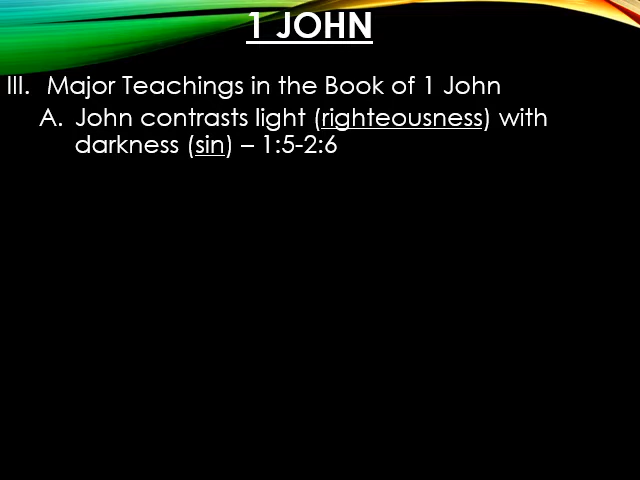 1 JOHN
III. Major Teachings in the Book of 1 John
A. John contrasts light (righteousness) with
darkness (sin) – 1:5-2:6